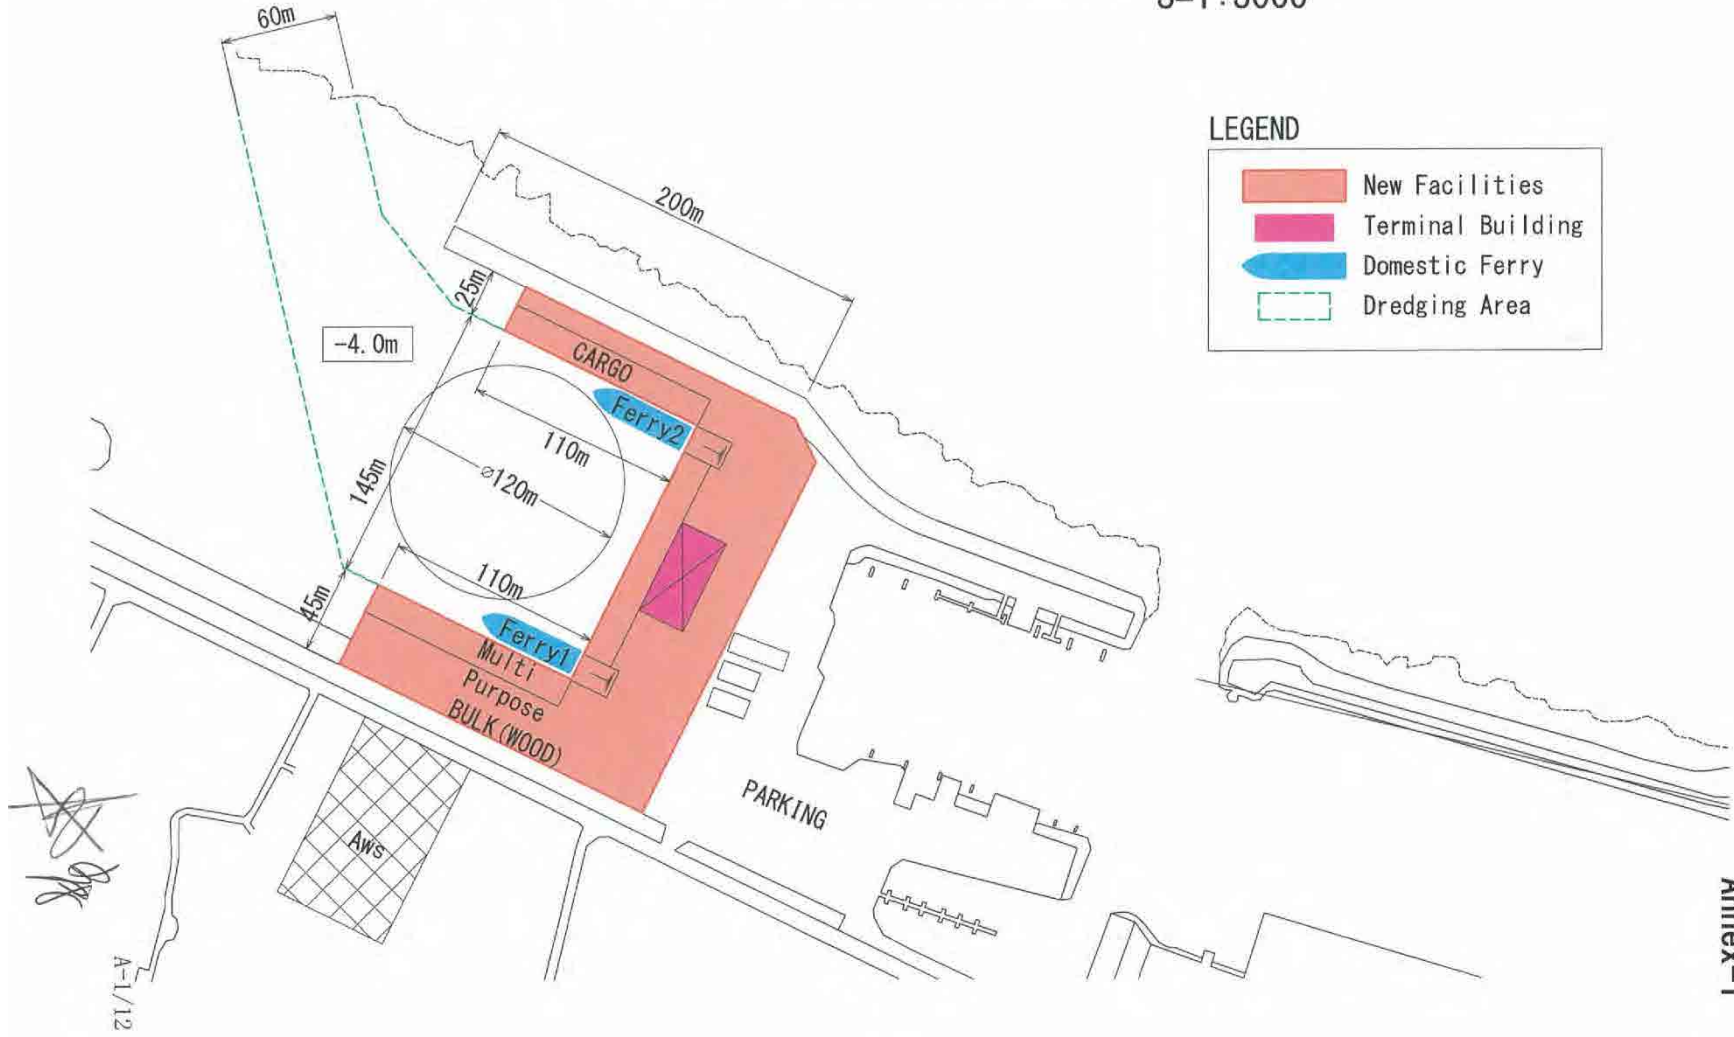 60m
200m
LEGEND
New Facilities
Terminal Building
Domestic Ferry
Dredging Area
25m
-4.0m
CARGO
Ferry2
110m
⌀120m
145m
110m
45m
Ferry1
Multi
Purpose
BULK(WOOD)
PARKING
Aws
A-1/12